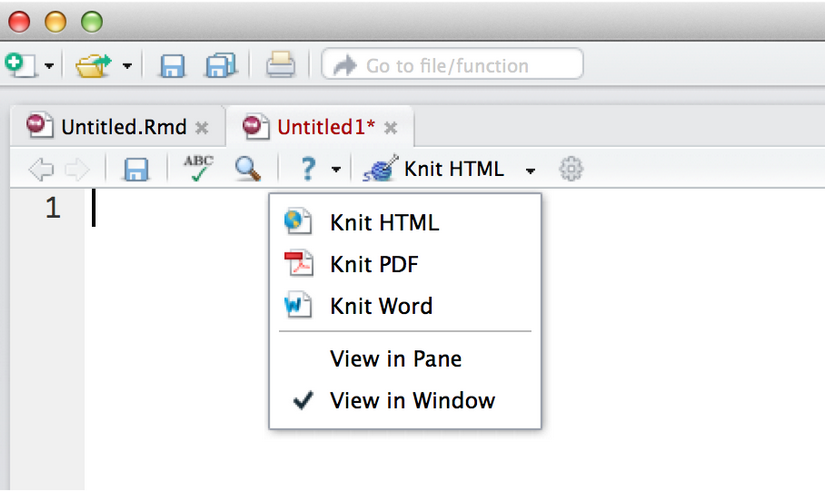 Go to file/function
Untitled.Rmd Untitled1*
ABC ? Knit HTML
1
Knit HTML
Knit PDF
Knit Word
View in Pane
View in Window